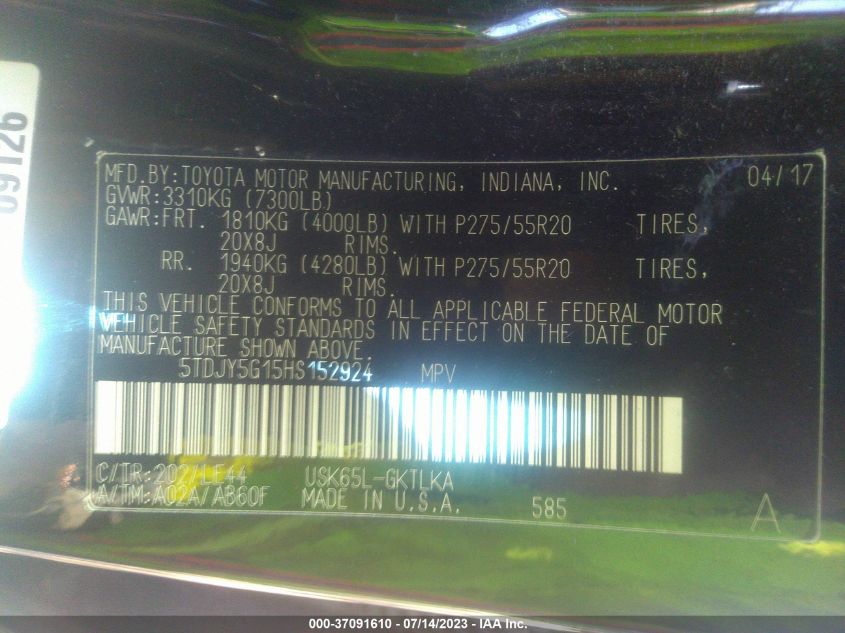 09126
MFD.BY:TOYOTA MOTOR MANUFACTURING, INDIANA, INC. 04/17
GVWR:3310KG (7300LB)
GAWR:FRT. 1810KG (4000LB) WITH P275/55R20 TIRES,
20X8J RIMS.
RR. 1940KG (4280LB) WITH P275/55R20 TIRES,
20X8J RIMS.
THIS VEHICLE CONFORMS TO ALL APPLICABLE FEDERAL MOTOR
VEHICLE SAFETY STANDARDS IN EFFECT ON THE DATE OF
MANUFACTURE SHOWN ABOVE.
5TDJY5G15HS152924 MPV
C/TR:202/LE44 USK65L-GKTLKA
A/TM:A02A/AB60F MADE IN U.S.A. 585 A
000-37091610 / 07/14/2023 - IAA Inc.